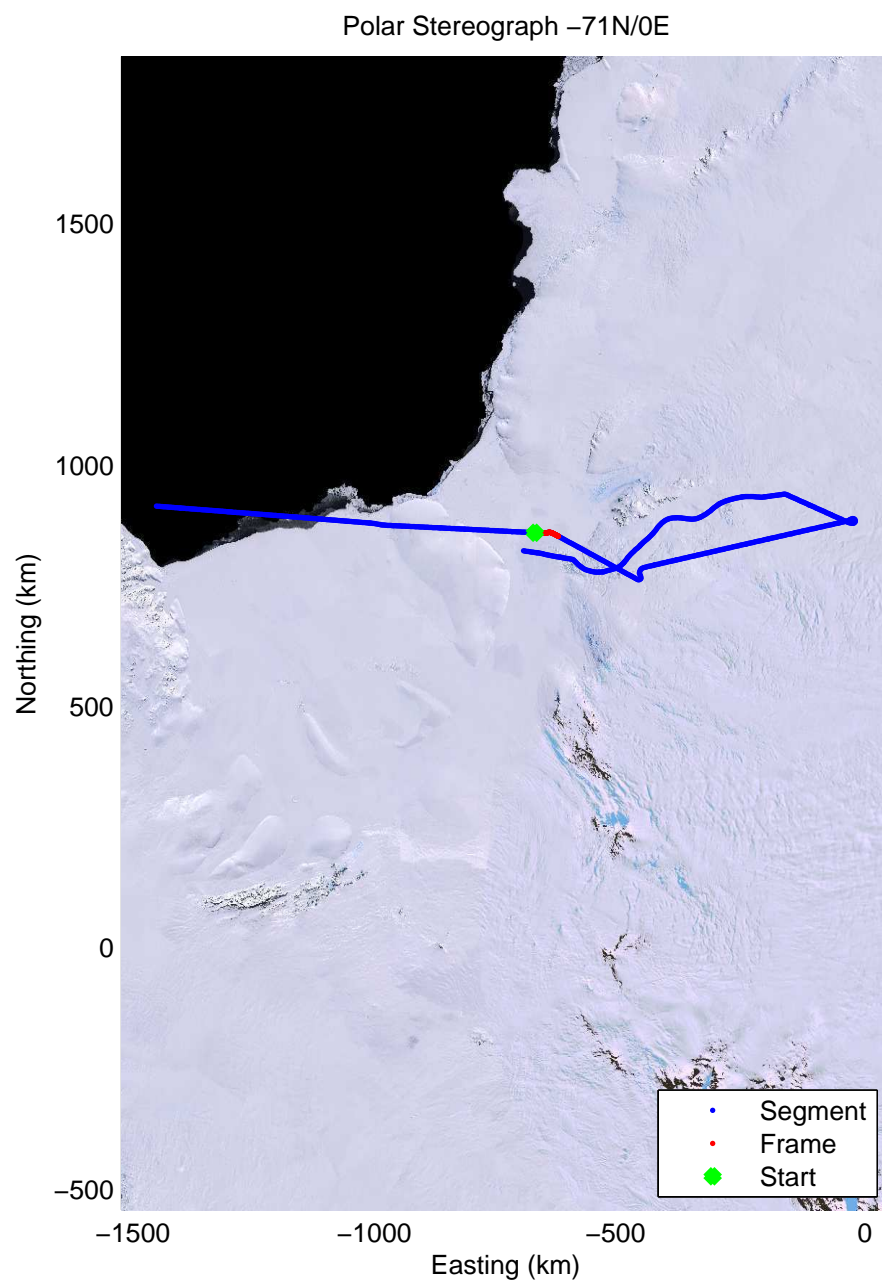 Polar Stereograph −71N/0E
1500
1000
500
0
−500
−1500
−1000
−500
0
Northing (km)
Easting (km)
Segment
Frame
Start